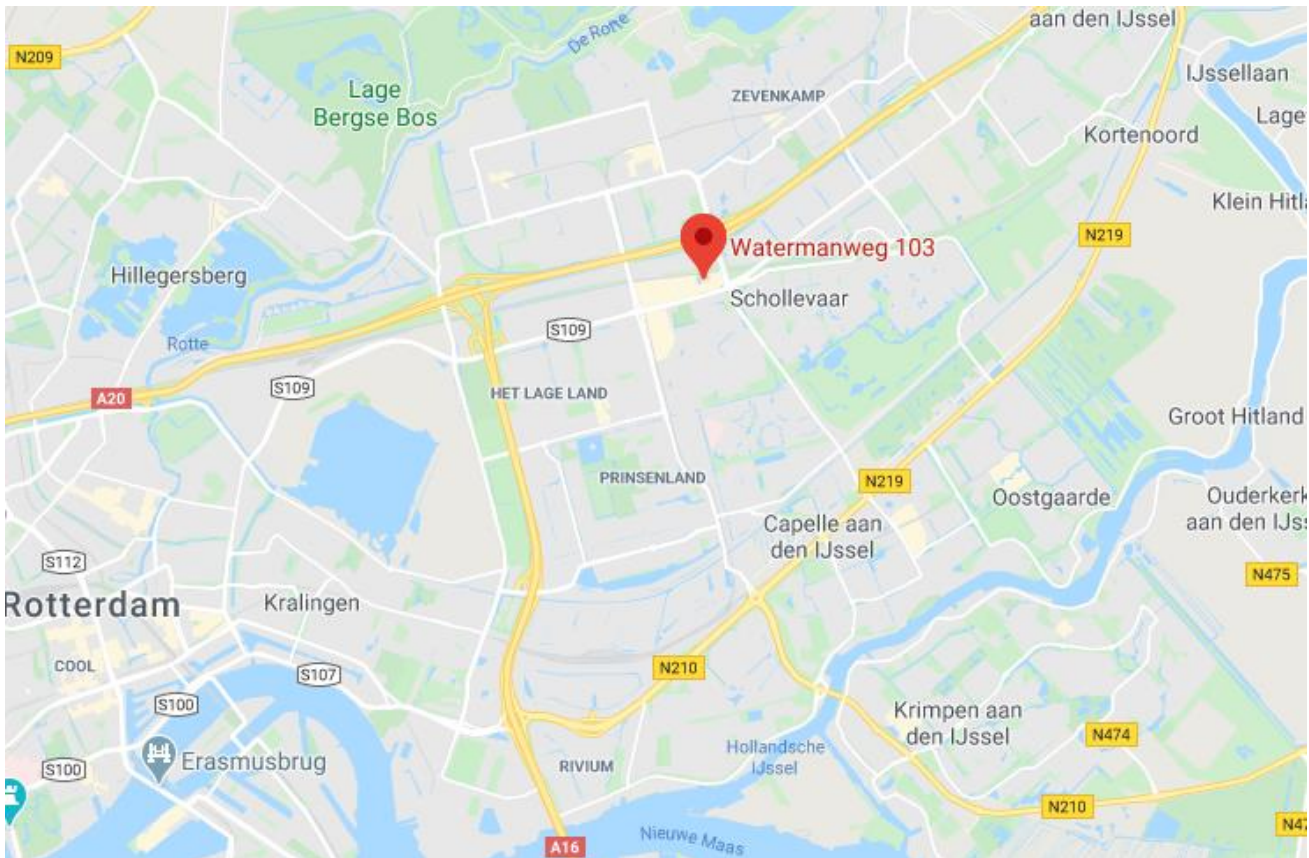 aan den IJssel
De Rotte
N209
IJssellaan
Lage
Bergse Bos
ZEVENKAMP
Lage
Kortenoord
Klein Hitla
N219
Watermanweg 103
Hillegersberg
Schollevaar
S109
Rotte
S109
HET LAGE LAND
A20
Groot Hitland
PRINSENLAND
N219
Oostgaarde
Ouderkerk
aan den IJss
Capelle aan
den IJssel
S112
N475
Rotterdam
Kralingen
COOL
S107
N210
S100
Krimpen aan
den IJssel
N474
Hollandsche
IJssel
Erasmusbrug
S100
RIVIUM
N210
N47
Nieuwe Maas
A16